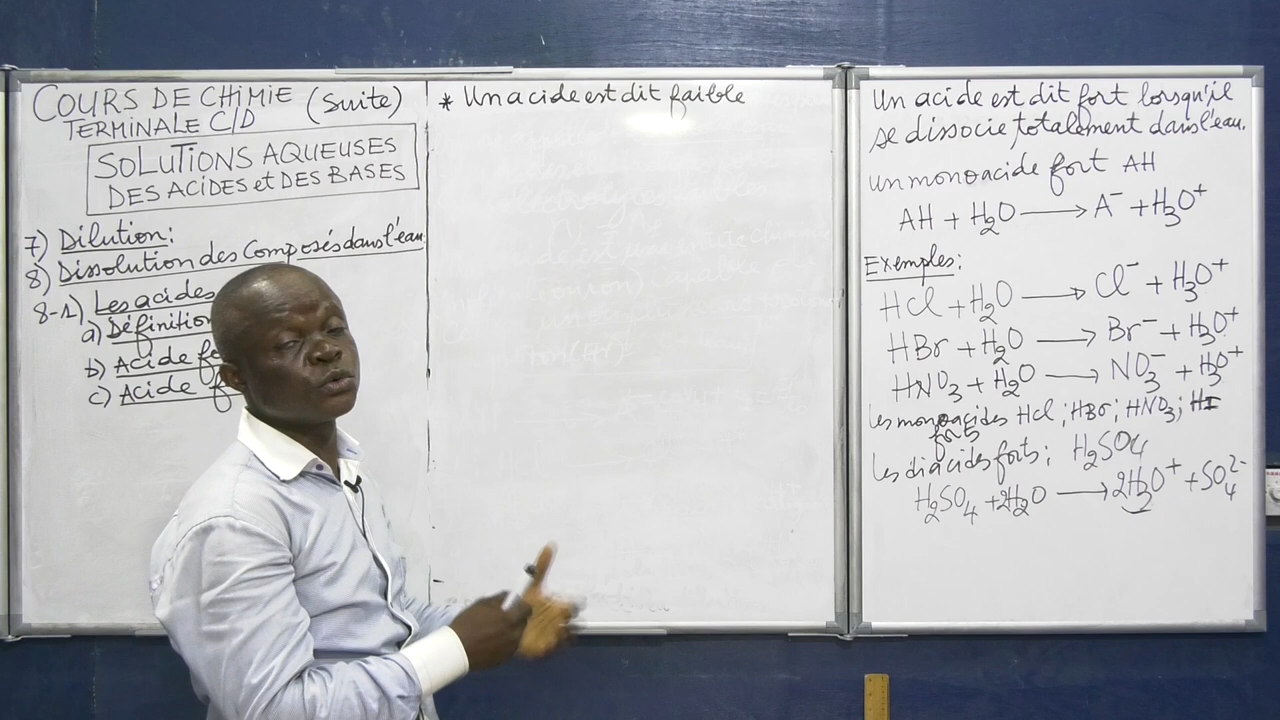 COURS DE CHIMIE (Suite)
TERMINALE C/D
SOLUTIONS AQUEUSES
DES ACIDES et DES BASES
7) Dilution:
8) Dissolution des Composés dans l'eau
8-1) Les acides
a) Définition
b) Acide
c) Acide
* Un acide est dit faible
Un acide est dit fort lorsqu'il
se dissocie totalement dans l'eau.
un monoacide fort AH
AH + H₂O ⟶ A⁻ + H₃O⁺
Exemples:
HCl + H₂O ⟶ Cl⁻ + H₃O⁺
HBr + H₂O ⟶ Br⁻ + H₃O⁺
HNO₃ + H₂O ⟶ NO₃⁻ + H₃O⁺
les monoacides HCl ; HBr ; HNO₃ ; HI
forts
les diacides forts ; H₂SO₄
H₂SO₄ + 2H₂O ⟶ 2H₃O⁺ + SO₄²⁻